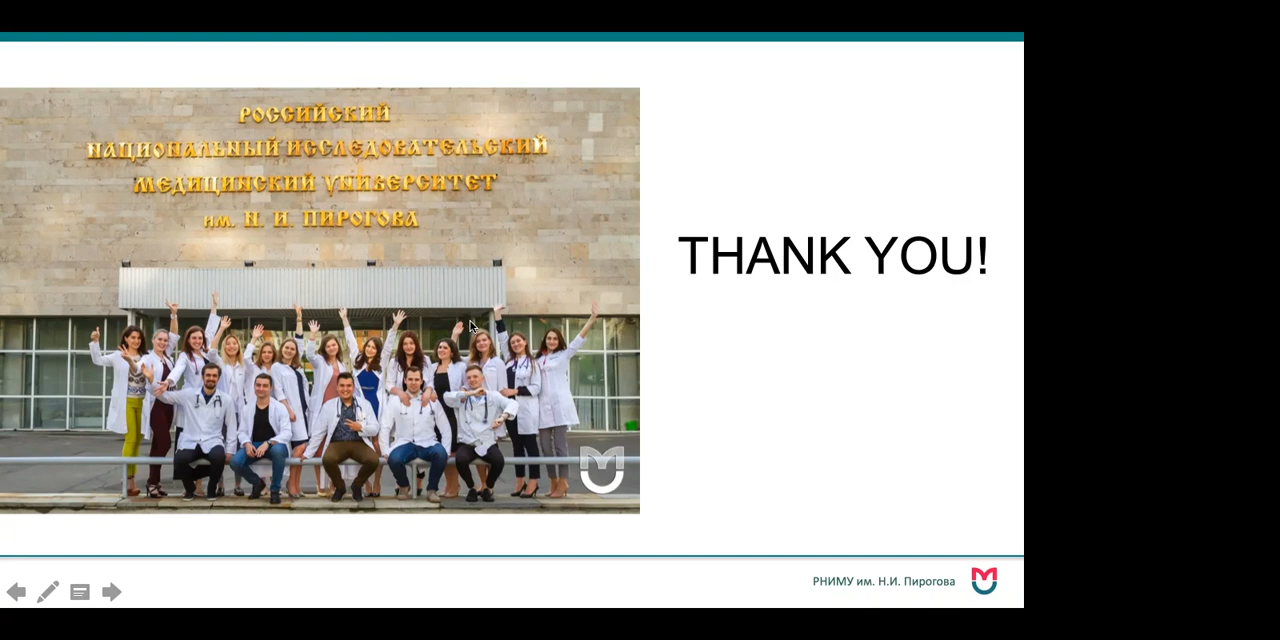 РОССИЙСКИЙ
НАЦИОНАЛЬНЫЙ ИССЛЕДОВАТЕЛЬСКИЙ
МЕДИЦИНСКИЙ УНИВЕРСИТЕТ
им. Н. И. ПИРОГОВА
THANK YOU!
РНИМУ им. Н.И. Пирогова